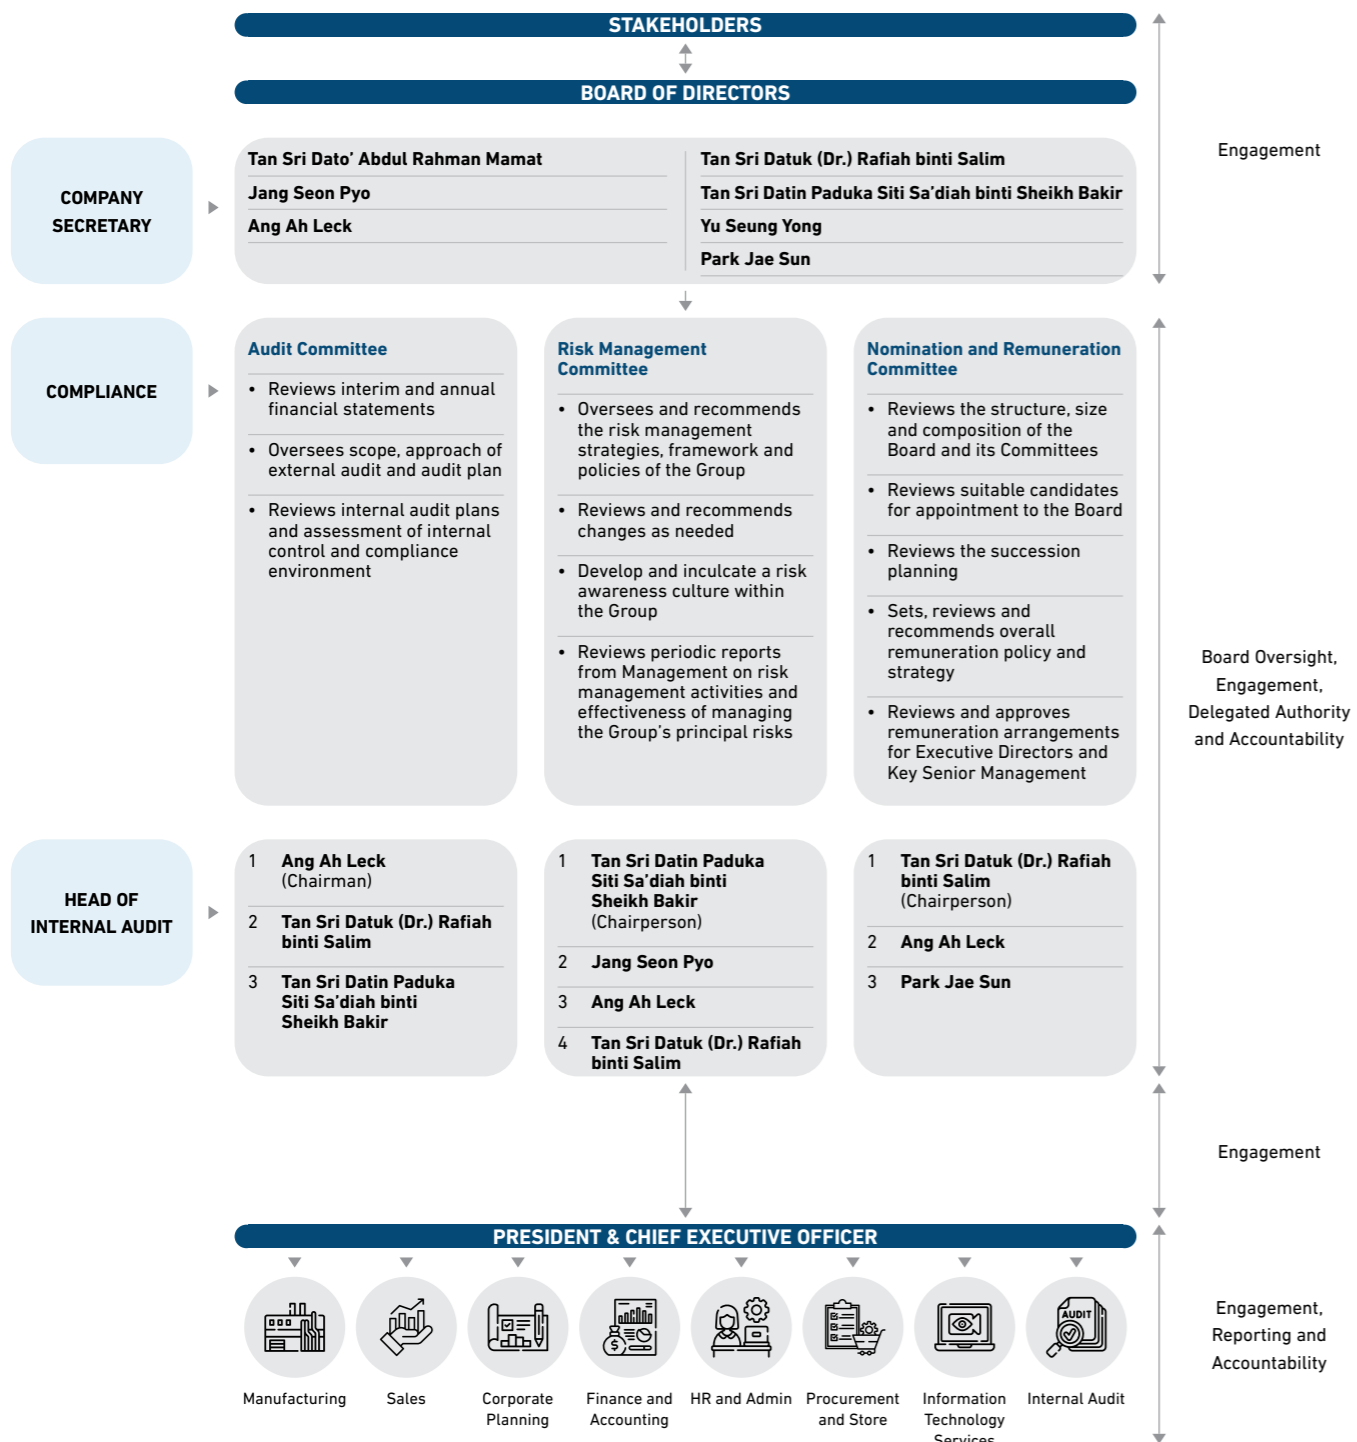 STAKEHOLDERS
BOARD OF DIRECTORS
Engagement
COMPANY
SECRETARY
Tan Sri Dato’ Abdul Rahman Mamat
Jang Seon Pyo
Ang Ah Leck
Tan Sri Datuk (Dr.) Rafiah binti Salim
Tan Sri Datin Paduka Siti Sa’diah binti Sheikh Bakir
Yu Seung Yong
Park Jae Sun
COMPLIANCE
Audit Committee
• Reviews interim and annual
financial statements
• Oversees scope, approach of
external audit and audit plan
• Reviews internal audit plans
and assessment of internal
control and compliance
environment
Risk Management
Committee
• Oversees and recommends
the risk management
strategies, framework and
policies of the Group
• Reviews and recommends
changes as needed
• Develop and inculcate a risk
awareness culture within
the Group
• Reviews periodic reports
from Management on risk
management activities and
effectiveness of managing
the Group’s principal risks
Nomination and Remuneration
Committee
• Reviews the structure, size
and composition of the
Board and its Committees
• Reviews suitable candidates
for appointment to the Board
• Reviews the succession
planning
• Sets, reviews and
recommends overall
remuneration policy and
strategy
• Reviews and approves
remuneration arrangements
for Executive Directors and
Key Senior Management
Board Oversight,
Engagement,
Delegated Authority
and Accountability
HEAD OF
INTERNAL AUDIT
1 Ang Ah Leck
(Chairman)
2 Tan Sri Datuk (Dr.) Rafiah
binti Salim
3 Tan Sri Datin Paduka
Siti Sa’diah binti
Sheikh Bakir
1 Tan Sri Datin Paduka
Siti Sa’diah binti
Sheikh Bakir
(Chairperson)
2 Jang Seon Pyo
3 Ang Ah Leck
4 Tan Sri Datuk (Dr.) Rafiah
binti Salim
1 Tan Sri Datuk (Dr.) Rafiah
binti Salim
(Chairperson)
2 Ang Ah Leck
3 Park Jae Sun
Engagement
PRESIDENT & CHIEF EXECUTIVE OFFICER
AUDIT
Manufacturing
Sales
Corporate
Planning
Finance and
Accounting
HR and Admin
Procurement
and Store
Information
Technology
Services
Internal Audit
Engagement,
Reporting and
Accountability